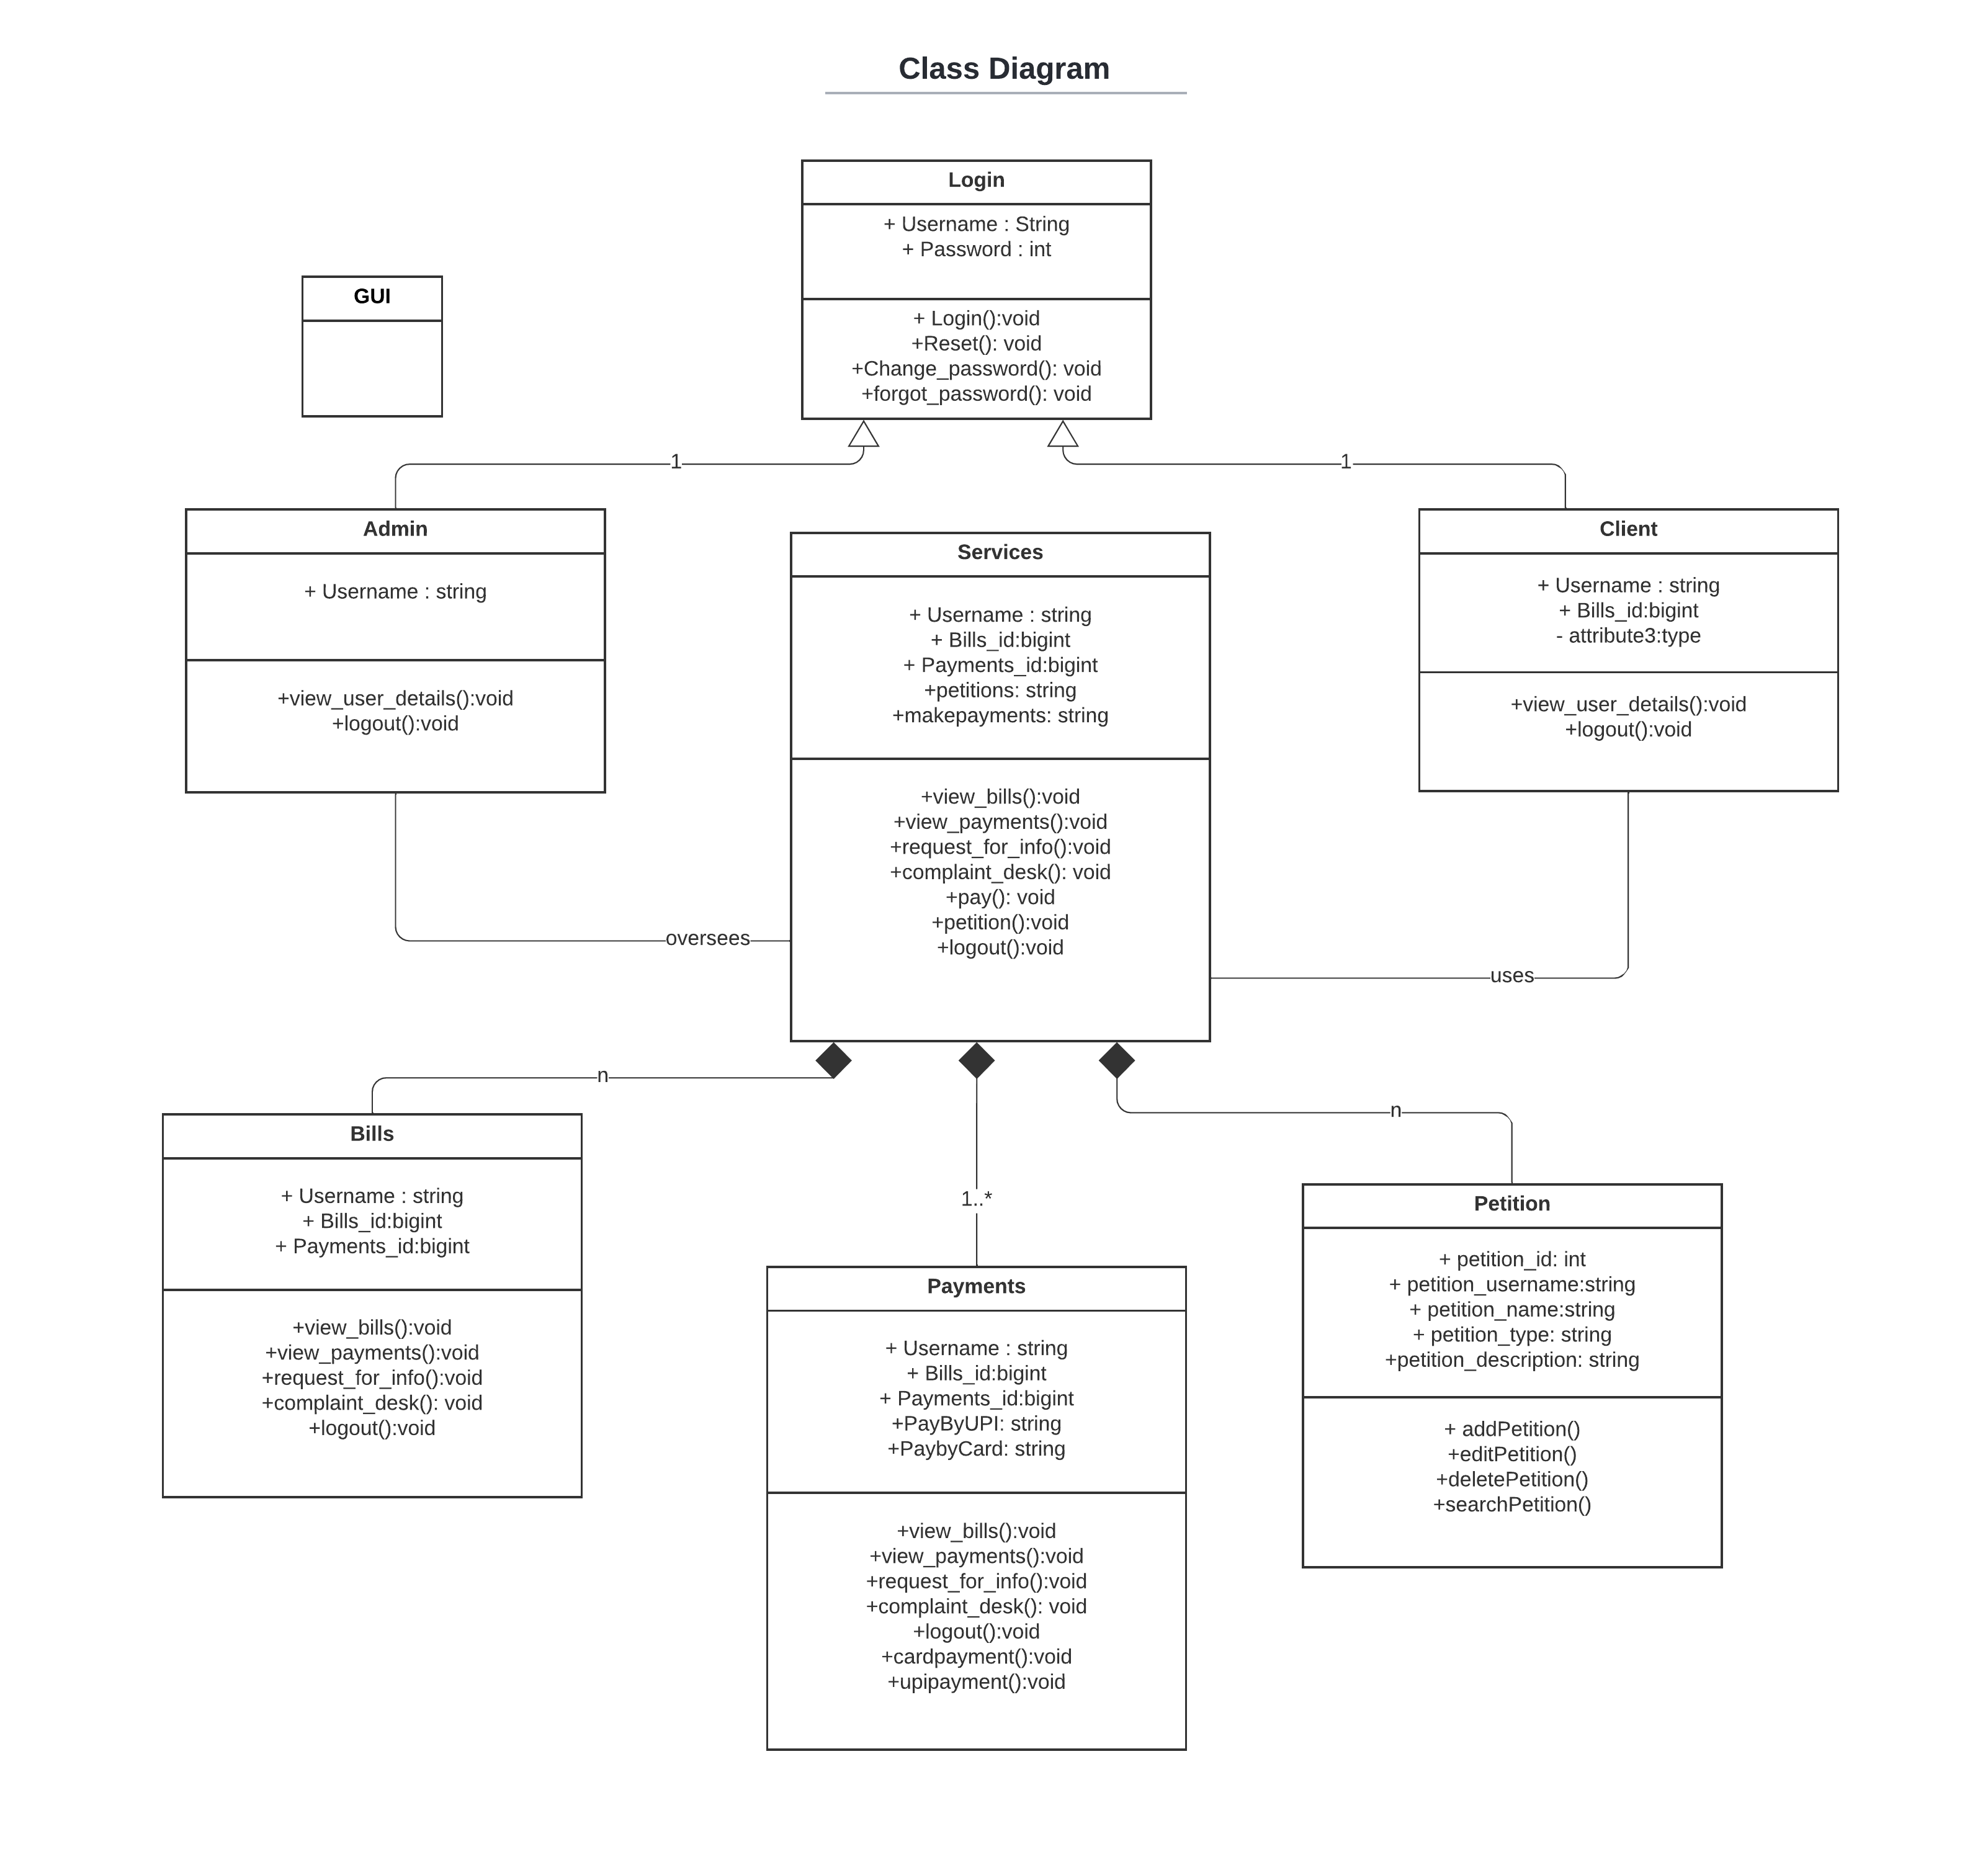 Class Diagram
Login
+ Username : String
+ Password : int
+ Login():void
+Reset(): void
+Change_password(): void
+forgot_password(): void
GUI
1
1
Admin
+ Username : string
+view_user_details():void
+logout():void
Services
+ Username : string
+ Bills_id:bigint
+ Payments_id:bigint
+petitions: string
+makepayments: string
+view_bills():void
+view_payments():void
+request_for_info():void
+complaint_desk(): void
+pay(): void
+petition():void
+logout():void
Client
+ Username : string
+ Bills_id:bigint
- attribute3:type
+view_user_details():void
+logout():void
oversees
uses
n
1..*
n
Bills
+ Username : string
+ Bills_id:bigint
+ Payments_id:bigint
+view_bills():void
+view_payments():void
+request_for_info():void
+complaint_desk(): void
+logout():void
Payments
+ Username : string
+ Bills_id:bigint
+ Payments_id:bigint
+PayByUPI: string
+PaybyCard: string
+view_bills():void
+view_payments():void
+request_for_info():void
+complaint_desk(): void
+logout():void
+cardpayment():void
+upipayment():void
Petition
+ petition_id: int
+ petition_username:string
+ petition_name:string
+ petition_type: string
+petition_description: string
+ addPetition()
+editPetition()
+deletePetition()
+searchPetition()